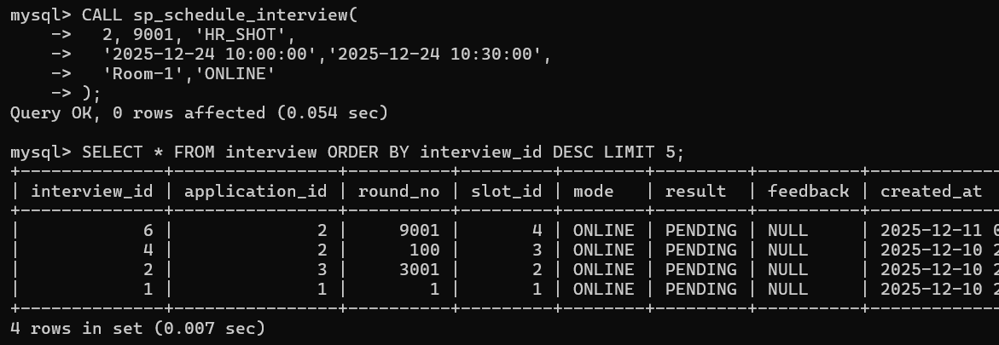 mysql> CALL sp_schedule_interview(
    ->   2, 9001, 'HR_SHOT',
    ->   '2025-12-24 10:00:00','2025-12-24 10:30:00',
    ->   'Room-1','ONLINE'
    -> );
Query OK, 0 rows affected (0.054 sec)

mysql> SELECT * FROM interview ORDER BY interview_id DESC LIMIT 5;
+--------------+----------------+----------+---------+--------+---------+----------+-------------
| interview_id | application_id | round_no | slot_id | mode   | result  | feedback | created_at
+--------------+----------------+----------+---------+--------+---------+----------+-------------
|            6 |              2 |     9001 |       4 | ONLINE | PENDING | NULL     | 2025-12-11 0
|            4 |              2 |      100 |       3 | ONLINE | PENDING | NULL     | 2025-12-10 2
|            2 |              3 |     3001 |       2 | ONLINE | PENDING | NULL     | 2025-12-10 2
|            1 |              1 |        1 |       1 | ONLINE | PENDING | NULL     | 2025-12-10 2
+--------------+----------------+----------+---------+--------+---------+----------+-------------
4 rows in set (0.007 sec)